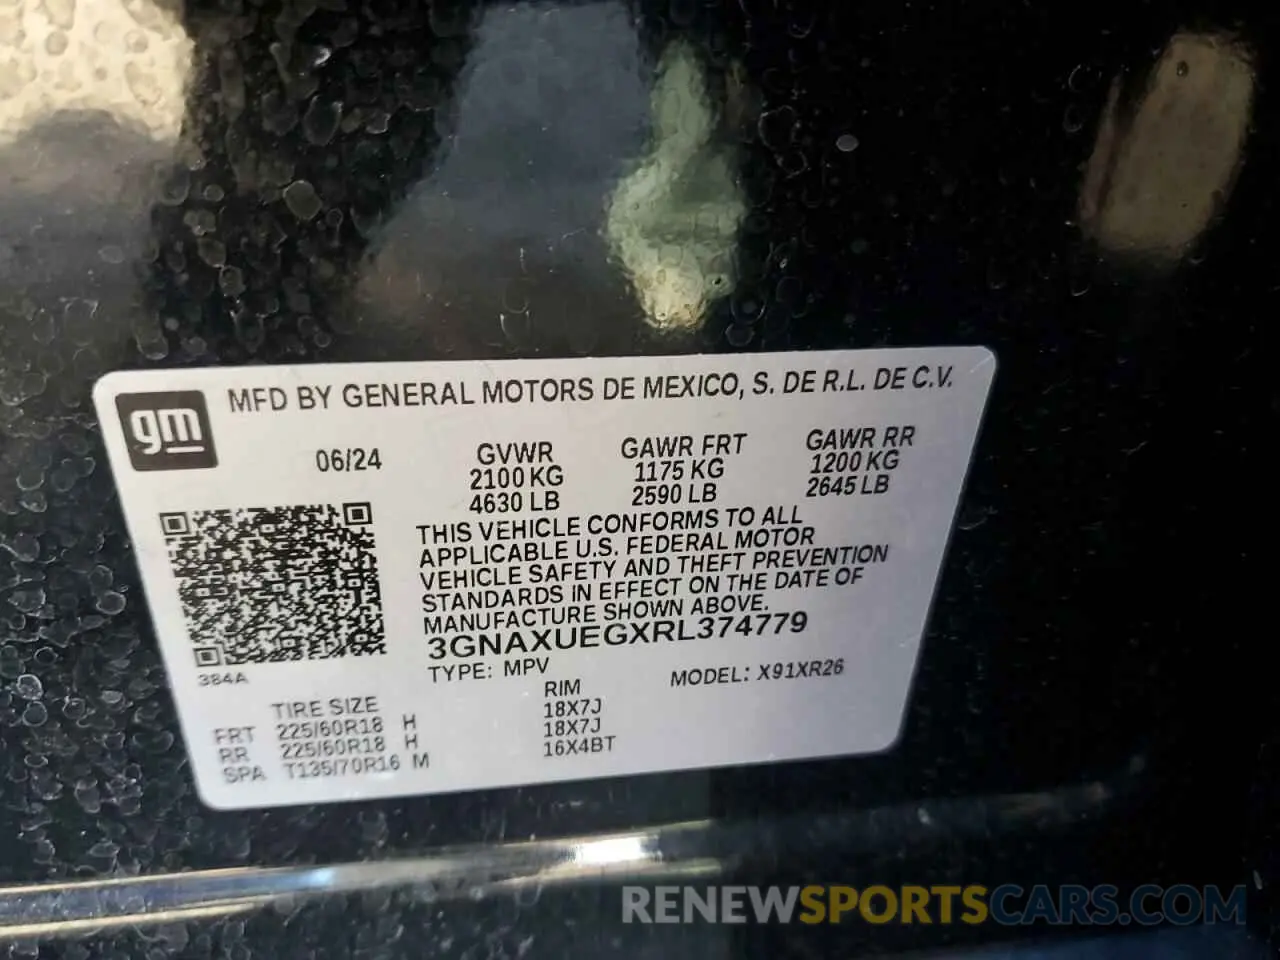 gm
MFD BY GENERAL MOTORS DE MEXICO, S. DE R.L. DE C.V.
06/24
GVWR
2100 KG
4630 LB
GAWR FRT
1175 KG
2590 LB
GAWR RR
1200 KG
2645 LB
THIS VEHICLE CONFORMS TO ALL
APPLICABLE U.S. FEDERAL MOTOR
VEHICLE SAFETY AND THEFT PREVENTION
STANDARDS IN EFFECT ON THE DATE OF
MANUFACTURE SHOWN ABOVE.
3GNAXUEGXRL374779
TYPE: MPV
MODEL: X91XR26
384A
TIRE SIZE RIM
FRT 225/60R18 H 18X7J
RR 225/60R18 H 18X7J
SPA T135/70R16 M 16X4BT
RENEWSPORTSCARS.COM